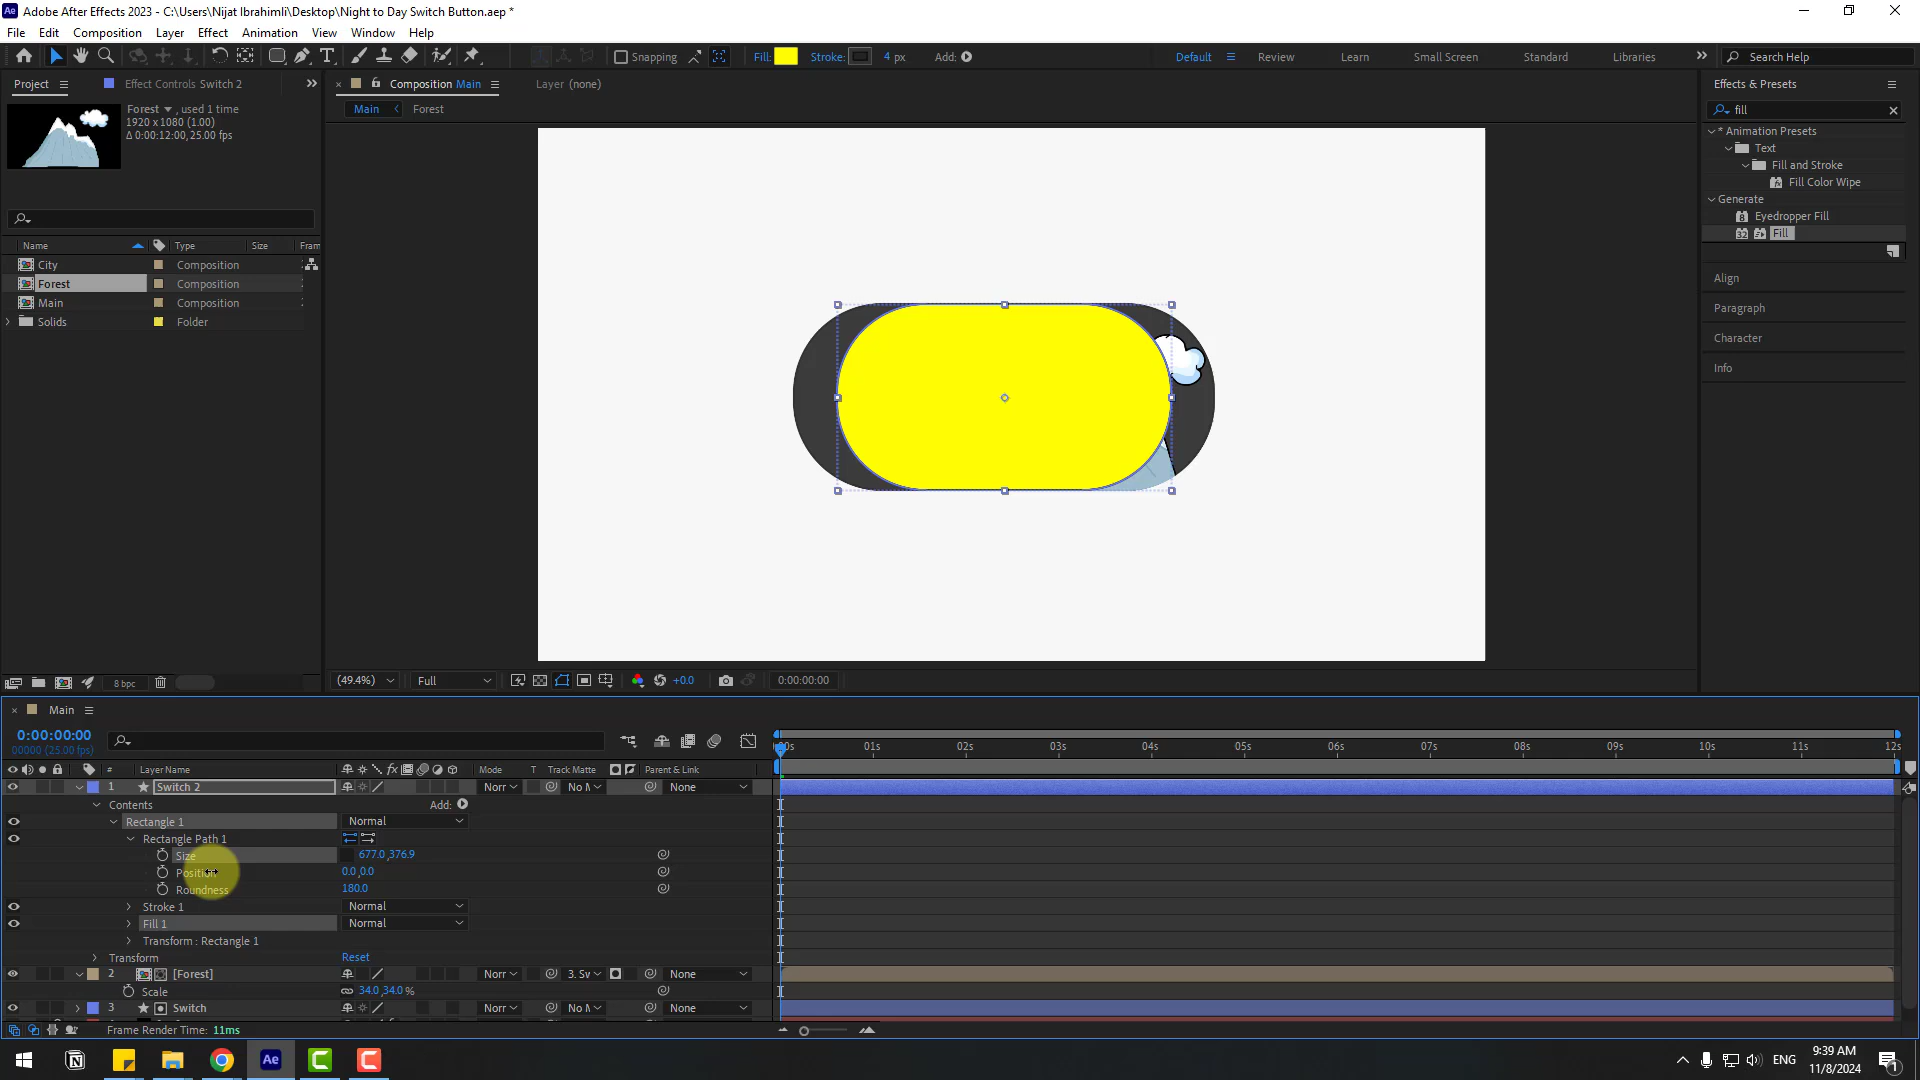 Adobe After Effects 2023 - C:\Users\Nijat Ibrahimli\Desktop\Night to Day Switch Button.aep *
File Edit Composition Layer Effect Animation View Window Help
Snapping Fill: Stroke: 4 px Add: Default Review Learn Small Screen Standard Libraries Search Help
Project Effect Controls Switch 2
Composition Main Layer (none)
Effects & Presets
Main Forest
fill
Forest , used 1 time
1920 x 1080 (1.00)
Δ 0:00:12:00, 25.00 fps
* Animation Presets
Text
Fill and Stroke
Fill Color Wipe
Generate
Eyedropper Fill
Fill
Align
Paragraph
Character
Info
Name Type Size Fram
City Composition
Forest Composition
Main Composition
Solids Folder
8 bpc
(49.4%) Full +0.0 0:00:00:00
Main
0:00:00:00
00000 (25.00 fps)
00s 01s 02s 03s 04s 05s 06s 07s 08s 09s 10s 11s 12s
# Layer Name Mode T Track Matte Parent & Link
1 Switch 2 Norr No M None
Contents Add:
Rectangle 1 Normal
Rectangle Path 1
Size 677.0,376.9
Position 0.0,0.0
Roundness 180.0
Stroke 1 Normal
Fill 1 Normal
Transform : Rectangle 1
Transform Reset
2 [Forest] Norr 3. Sv None
Scale 34.0,34.0 %
3 Switch Norr No M None
Frame Render Time: 11ms
ENG
9:39 AM
11/8/2024
1